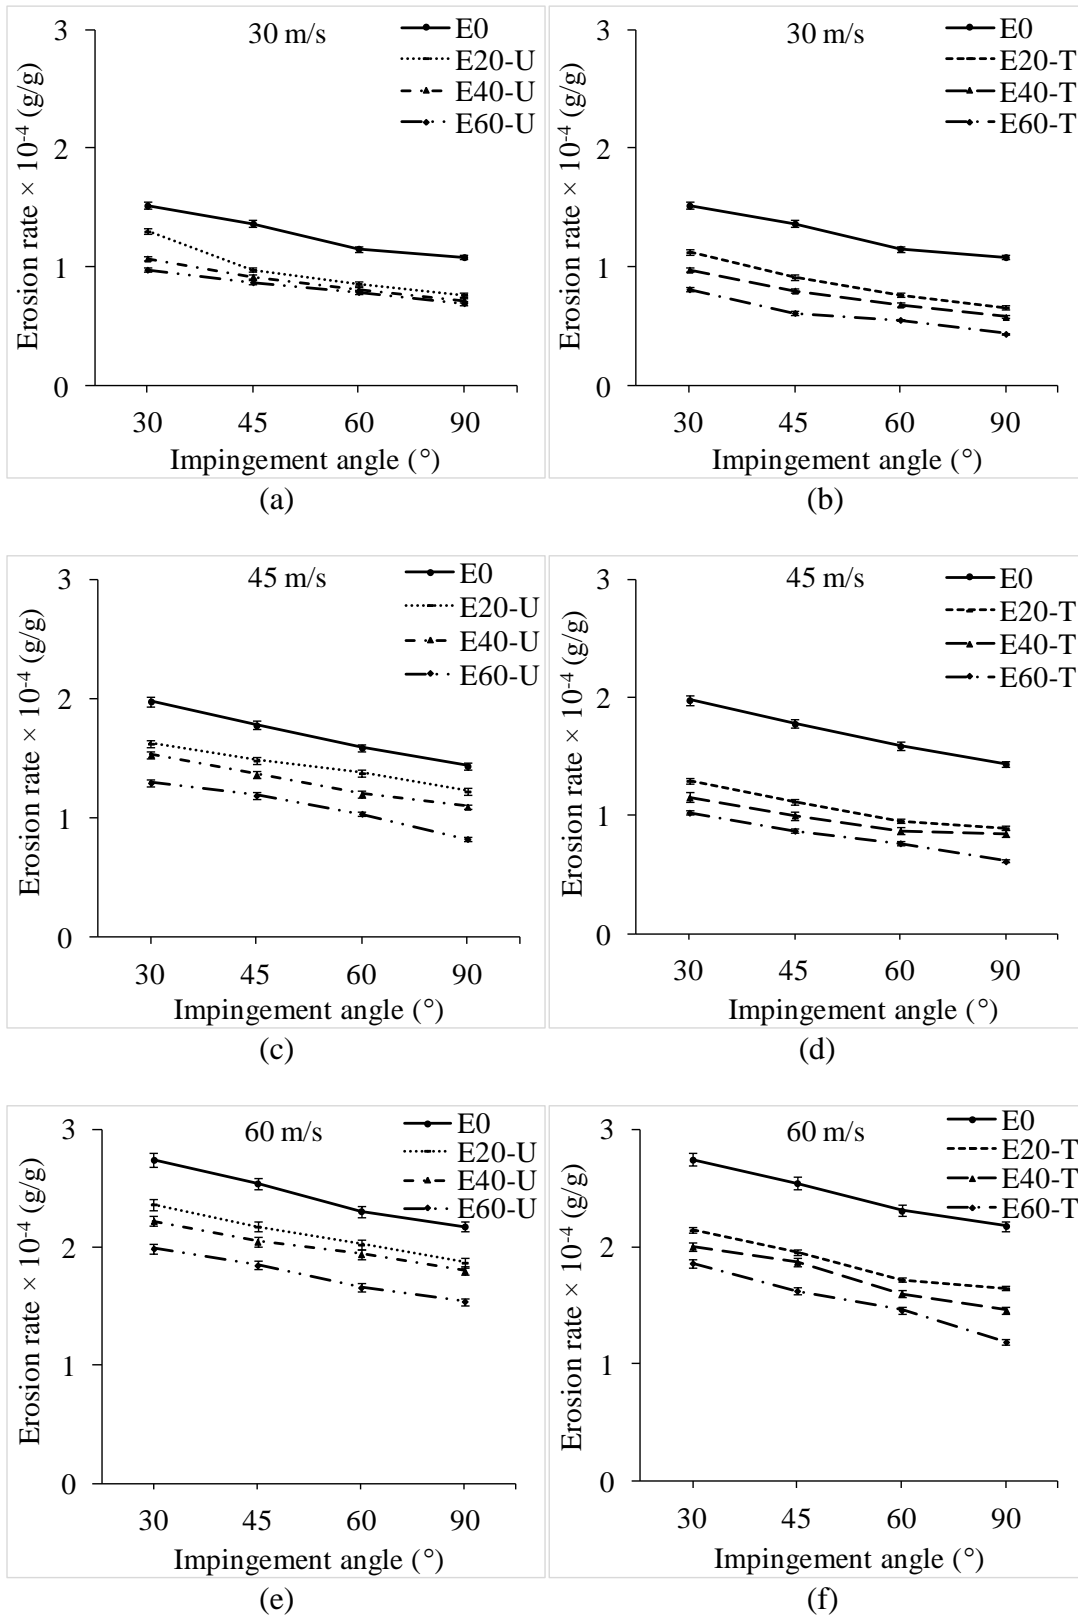 30 m/s
E0
E20-U
E40-U
E60-U
3
2
1
0
Erosion rate × 10⁻⁴ (g/g)
30 45 60 90
Impingement angle (°)
(a)
30 m/s
E0
E20-T
E40-T
E60-T
3
2
1
0
Erosion rate × 10⁻⁴ (g/g)
30 45 60 90
Impingement angle (°)
(b)
45 m/s
E0
E20-U
E40-U
E60-U
3
2
1
0
Erosion rate × 10⁻⁴ (g/g)
30 45 60 90
Impingement angle (°)
(c)
45 m/s
E0
E20-T
E40-T
E60-T
3
2
1
0
Erosion rate × 10⁻⁴ (g/g)
30 45 60 90
Impingement angle (°)
(d)
60 m/s
E0
E20-U
E40-U
E60-U
3
2
1
0
Erosion rate × 10⁻⁴ (g/g)
30 45 60 90
Impingement angle (°)
(e)
60 m/s
E0
E20-T
E40-T
E60-T
3
2
1
0
Erosion rate × 10⁻⁴ (g/g)
30 45 60 90
Impingement angle (°)
(f)